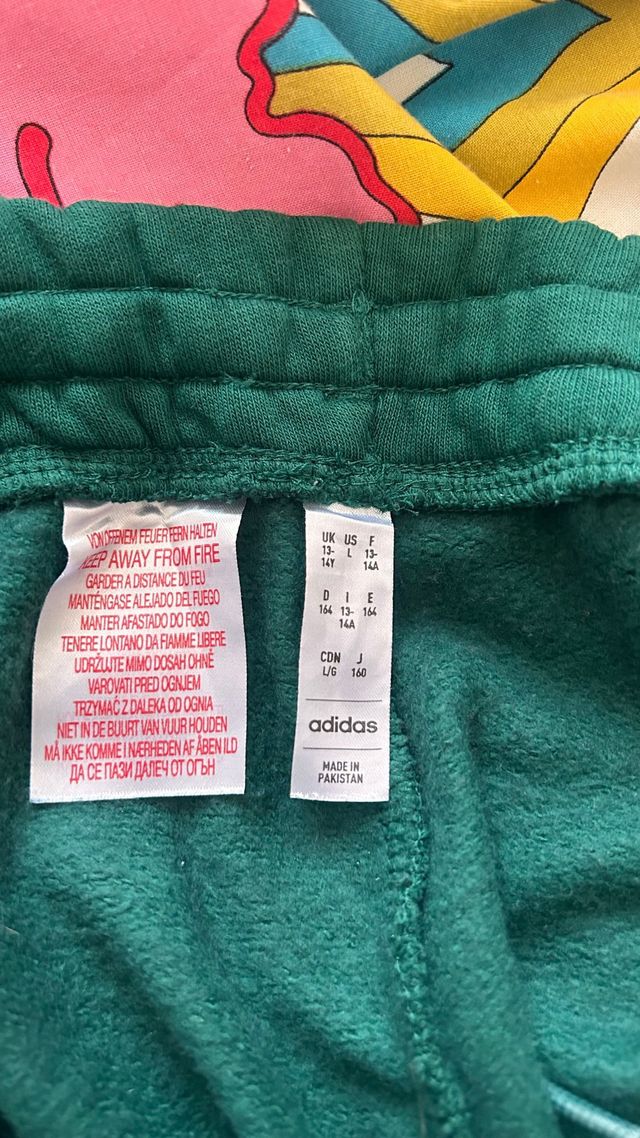 VON OFFENEM FEUER FERN HALTEN
KEEP AWAY FROM FIRE
GARDER A DISTANCE DU FEU
MANTÉNGASE ALEJADO DEL FUEGO
MANTER AFASTADO DO FOGO
TENERE LONTANO DA FIAMME LIBERE
UDRŽUJTE MIMO DOSAH OHNĚ
VAROVATI PRED OGNJEM
TRZYMAĆ Z DALEKA OD OGNIA
NIET IN DE BUURT VAN VUUR HOUDEN
MÅ IKKE KOMME I NÆRHEDEN AF ÅBEN ILD
ДА СЕ ПАЗИ ДАЛЕЧ ОТ ОГЪН
UK US F
13- L 13-
14Y 14A
D I E
164 13- 164
14A
CDN J
L/G 160
adidas
MADE IN
PAKISTAN